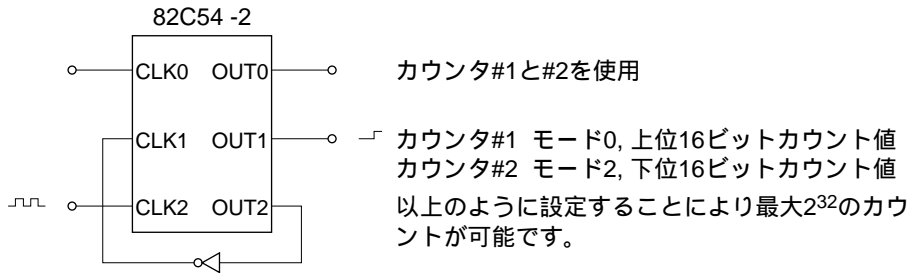 82C54 -2
CLK0 OUT0
CLK1 OUT1
CLK2 OUT2
カウンタ#1と#2を使用
カウンタ#1 モード0, 上位16ビットカウント値
カウンタ#2 モード2, 下位16ビットカウント値
以上のように設定することにより最大2³²のカウ
ントが可能です。